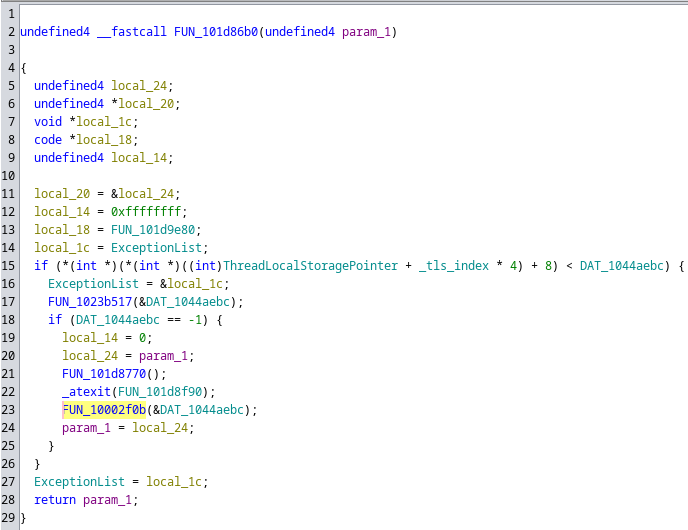 1
2 undefined4 __fastcall FUN_101d86b0(undefined4 param_1)
3
4 {
5   undefined4 local_24;
6   undefined4 *local_20;
7   void *local_1c;
8   code *local_18;
9   undefined4 local_14;
10
11   local_20 = &local_24;
12   local_14 = 0xffffffff;
13   local_18 = FUN_101d9e80;
14   local_1c = ExceptionList;
15   if (*(int *)(*(int *)((int)ThreadLocalStoragePointer + _tls_index * 4) + 8) < DAT_1044aebc) {
16     ExceptionList = &local_1c;
17     FUN_1023b517(&DAT_1044aebc);
18     if (DAT_1044aebc == -1) {
19       local_14 = 0;
20       local_24 = param_1;
21       FUN_101d8770();
22       _atexit(FUN_101d8f90);
23       FUN_10002f0b(&DAT_1044aebc);
24       param_1 = local_24;
25     }
26   }
27   ExceptionList = local_1c;
28   return param_1;
29 }